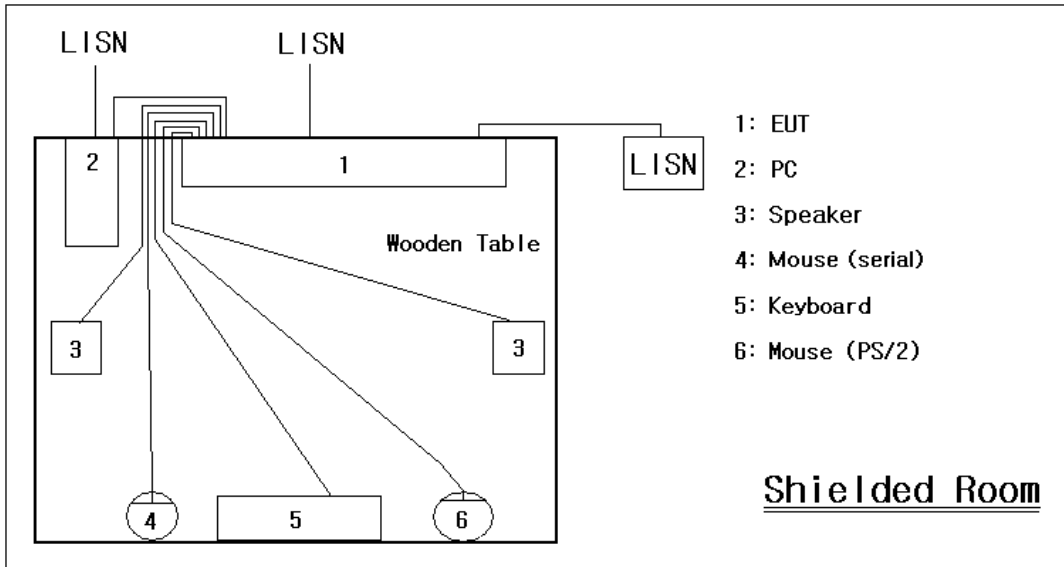 LISN
LISN
1: EUT
LISN
2: PC
2
1
3: Speaker
Wooden Table
4: Mouse (serial)
5: Keyboard
3
3
6: Mouse (PS/2)
Shielded Room
4
5
6